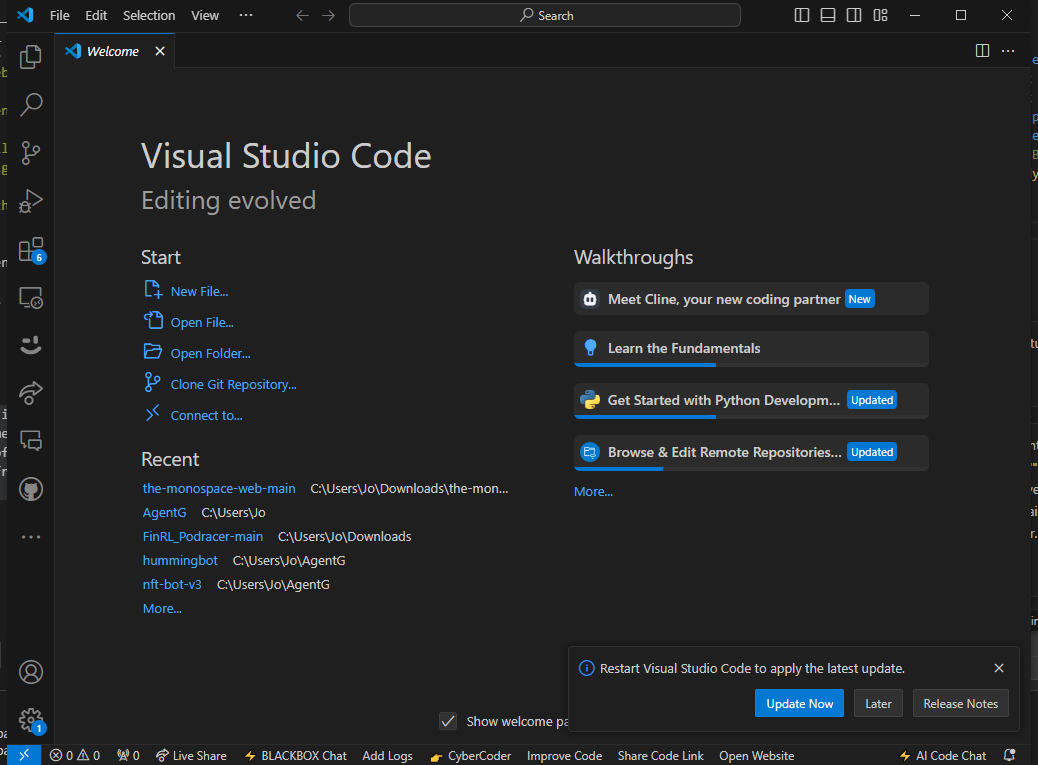 File Edit Selection View ··· Search
Welcome
Visual Studio Code
Editing evolved
Start
New File...
Open File...
Open Folder...
Clone Git Repository...
Connect to...
Recent
the-monospace-web-main C:\Users\Jo\Downloads\the-mon...
AgentG C:\Users\Jo
FinRL_Podracer-main C:\Users\Jo\Downloads
hummingbot C:\Users\Jo\AgentG
nft-bot-v3 C:\Users\Jo\AgentG
More...
Walkthroughs
Meet Cline, your new coding partner New
Learn the Fundamentals
Get Started with Python Developm... Updated
Browse & Edit Remote Repositories... Updated
More...
6
1
Restart Visual Studio Code to apply the latest update.
Update Now Later Release Notes
Show welcome pa
0 0 0 Live Share BLACKBOX Chat Add Logs CyberCoder Improve Code Share Code Link Open Website AI Code Chat